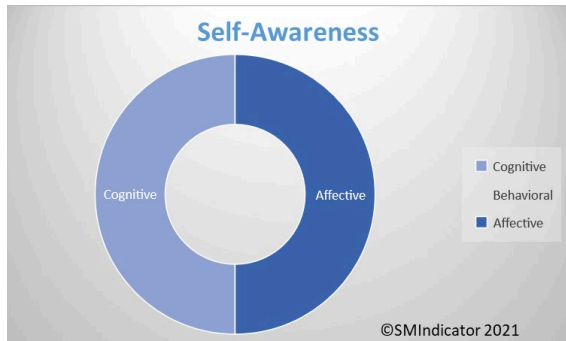 Self-Awareness
Cognitive
Affective
Cognitive
Behavioral
Affective
©SMIndicator 2021